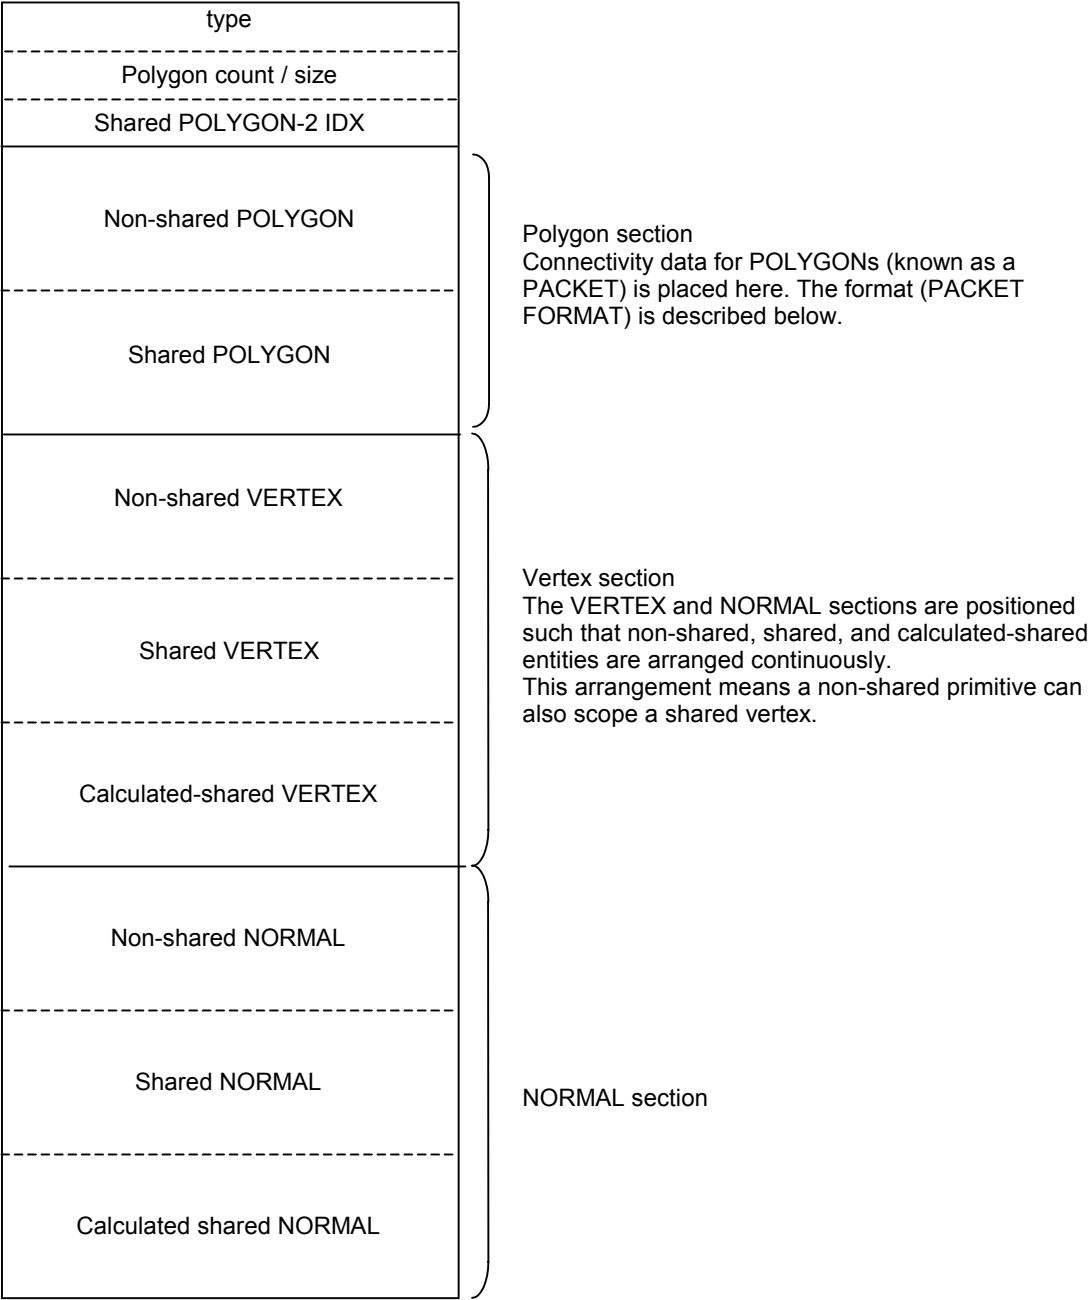 type
Polygon count / size
Shared POLYGON-2 IDX
Non-shared POLYGON
Shared POLYGON
Polygon section
Connectivity data for POLYGONs (known as a
PACKET) is placed here. The format (PACKET
FORMAT) is described below.
Non-shared VERTEX
Shared VERTEX
Calculated-shared VERTEX
Vertex section
The VERTEX and NORMAL sections are positioned
such that non-shared, shared, and calculated-shared
entities are arranged continuously.
This arrangement means a non-shared primitive can
also scope a shared vertex.
Non-shared NORMAL
Shared NORMAL
Calculated shared NORMAL
NORMAL section